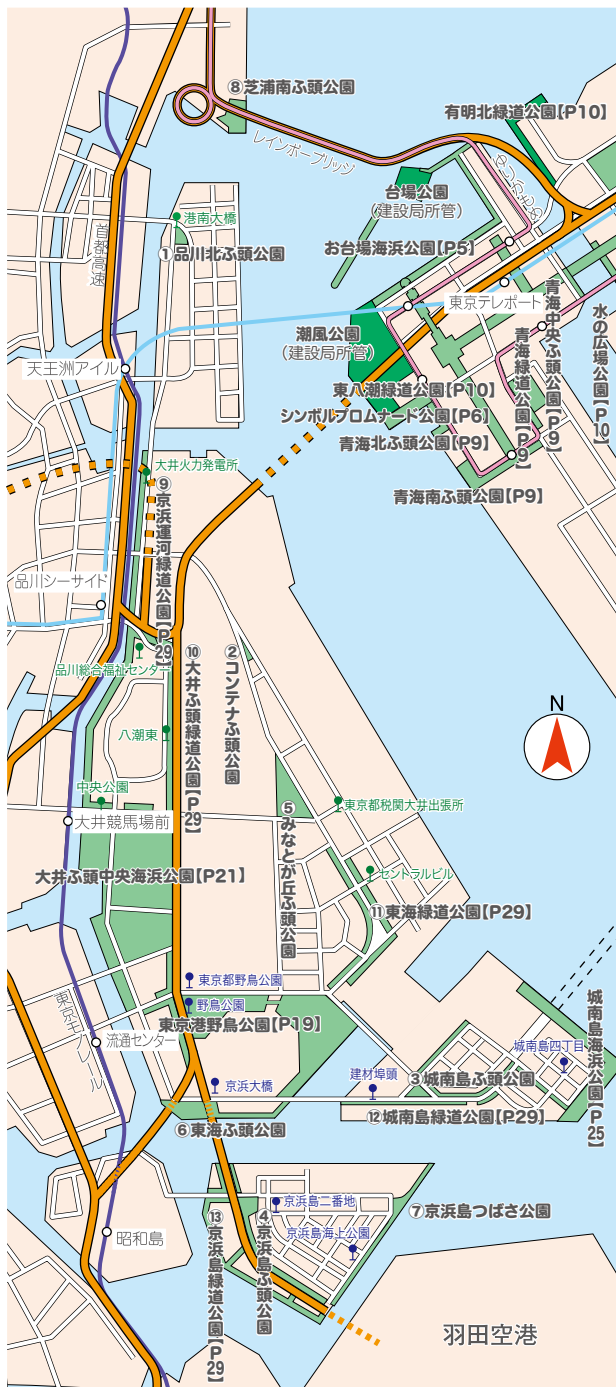 ⑧芝浦南ふ頭公園
有明北緑道公園【P10】
レインボーブリッジ
ゆりかもめ
台場公園
(建設局所管)
港南大橋
首都高速
①品川北ふ頭公園
お台場海浜公園【P5】
東京テレポート
潮風公園
(建設局所管)
天王洲アイル
東八潮緑道公園【P10】
シンボルプロムナード公園【P6】
青海北ふ頭公園【P9】
青海緑道公園【P9】
青海中央ふ頭公園【P9】
水の広場公園【P10】
青海南ふ頭公園【P9】
大井火力発電所
⑨京浜運河緑道公園【P29】
品川シーサイド
品川総合福祉センター
⑩大井ふ頭緑道公園【P29】
②コンテナふ頭公園
N
八潮東
中央公園
大井競馬場前
東京都税関大井出張所
⑤みなとが丘ふ頭公園
大井ふ頭中央海浜公園【P21】
セントラルビル
⑪東海緑道公園【P29】
東京都野鳥公園
野鳥公園
東京港野鳥公園【P19】
東京モノレール
流通センター
城南島海浜公園【P25】
城南島四丁目
建材埠頭
③城南島ふ頭公園
京浜大橋
⑫城南島緑道公園【P29】
⑥東海ふ頭公園
京浜島二番地
⑦京浜島つばさ公園
京浜島海上公園
昭和島
⑬京浜島緑道公園【P29】
④京浜島ふ頭公園
羽田空港